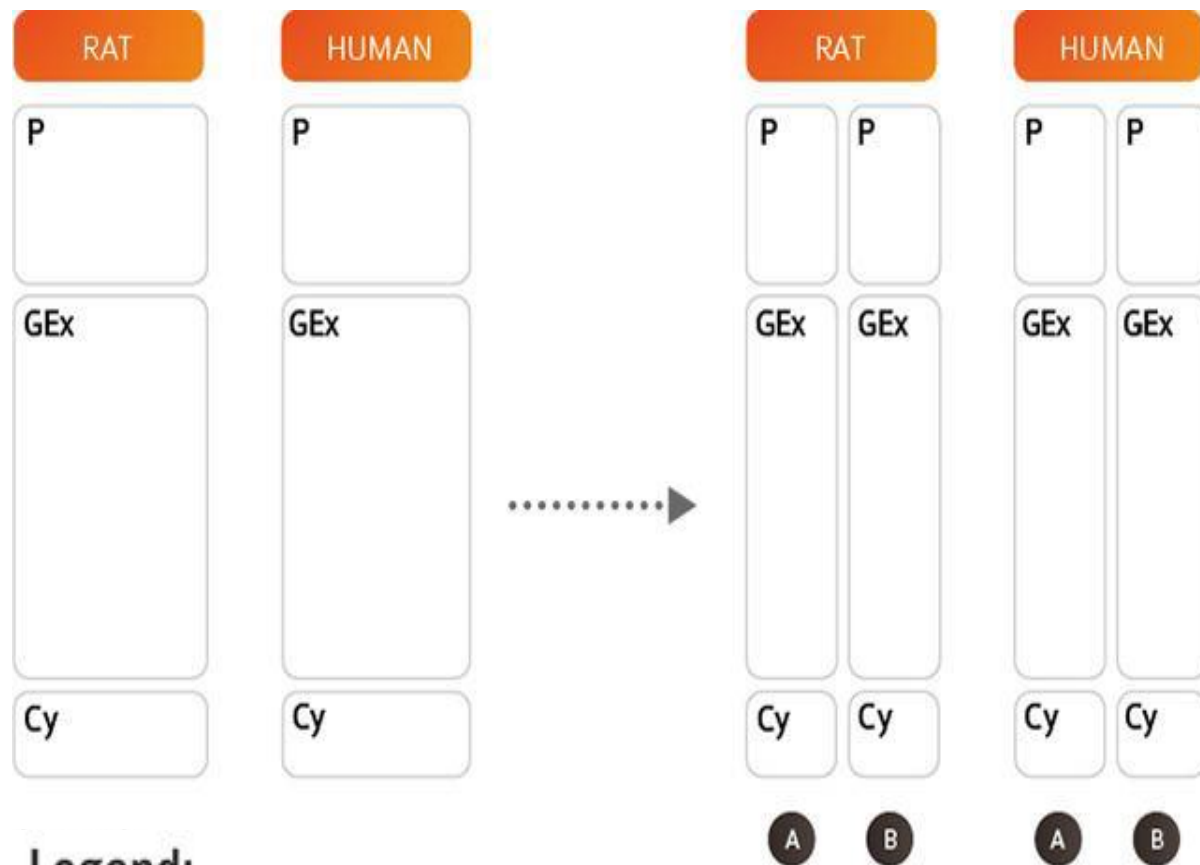 RAT HUMAN RAT HUMAN
P P P P P P
GEx GEx GEx GEx GEx GEx
Cy Cy Cy Cy Cy Cy
A B A B
Legend: